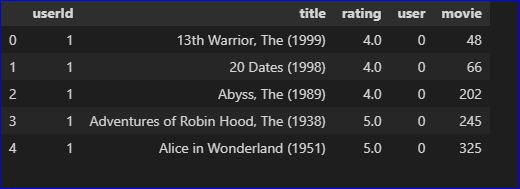 userId title rating user movie
0 1 13th Warrior, The (1999) 4.0 0 48
1 1 20 Dates (1998) 4.0 0 66
2 1 Abyss, The (1989) 4.0 0 202
3 1 Adventures of Robin Hood, The (1938) 5.0 0 245
4 1 Alice in Wonderland (1951) 5.0 0 325